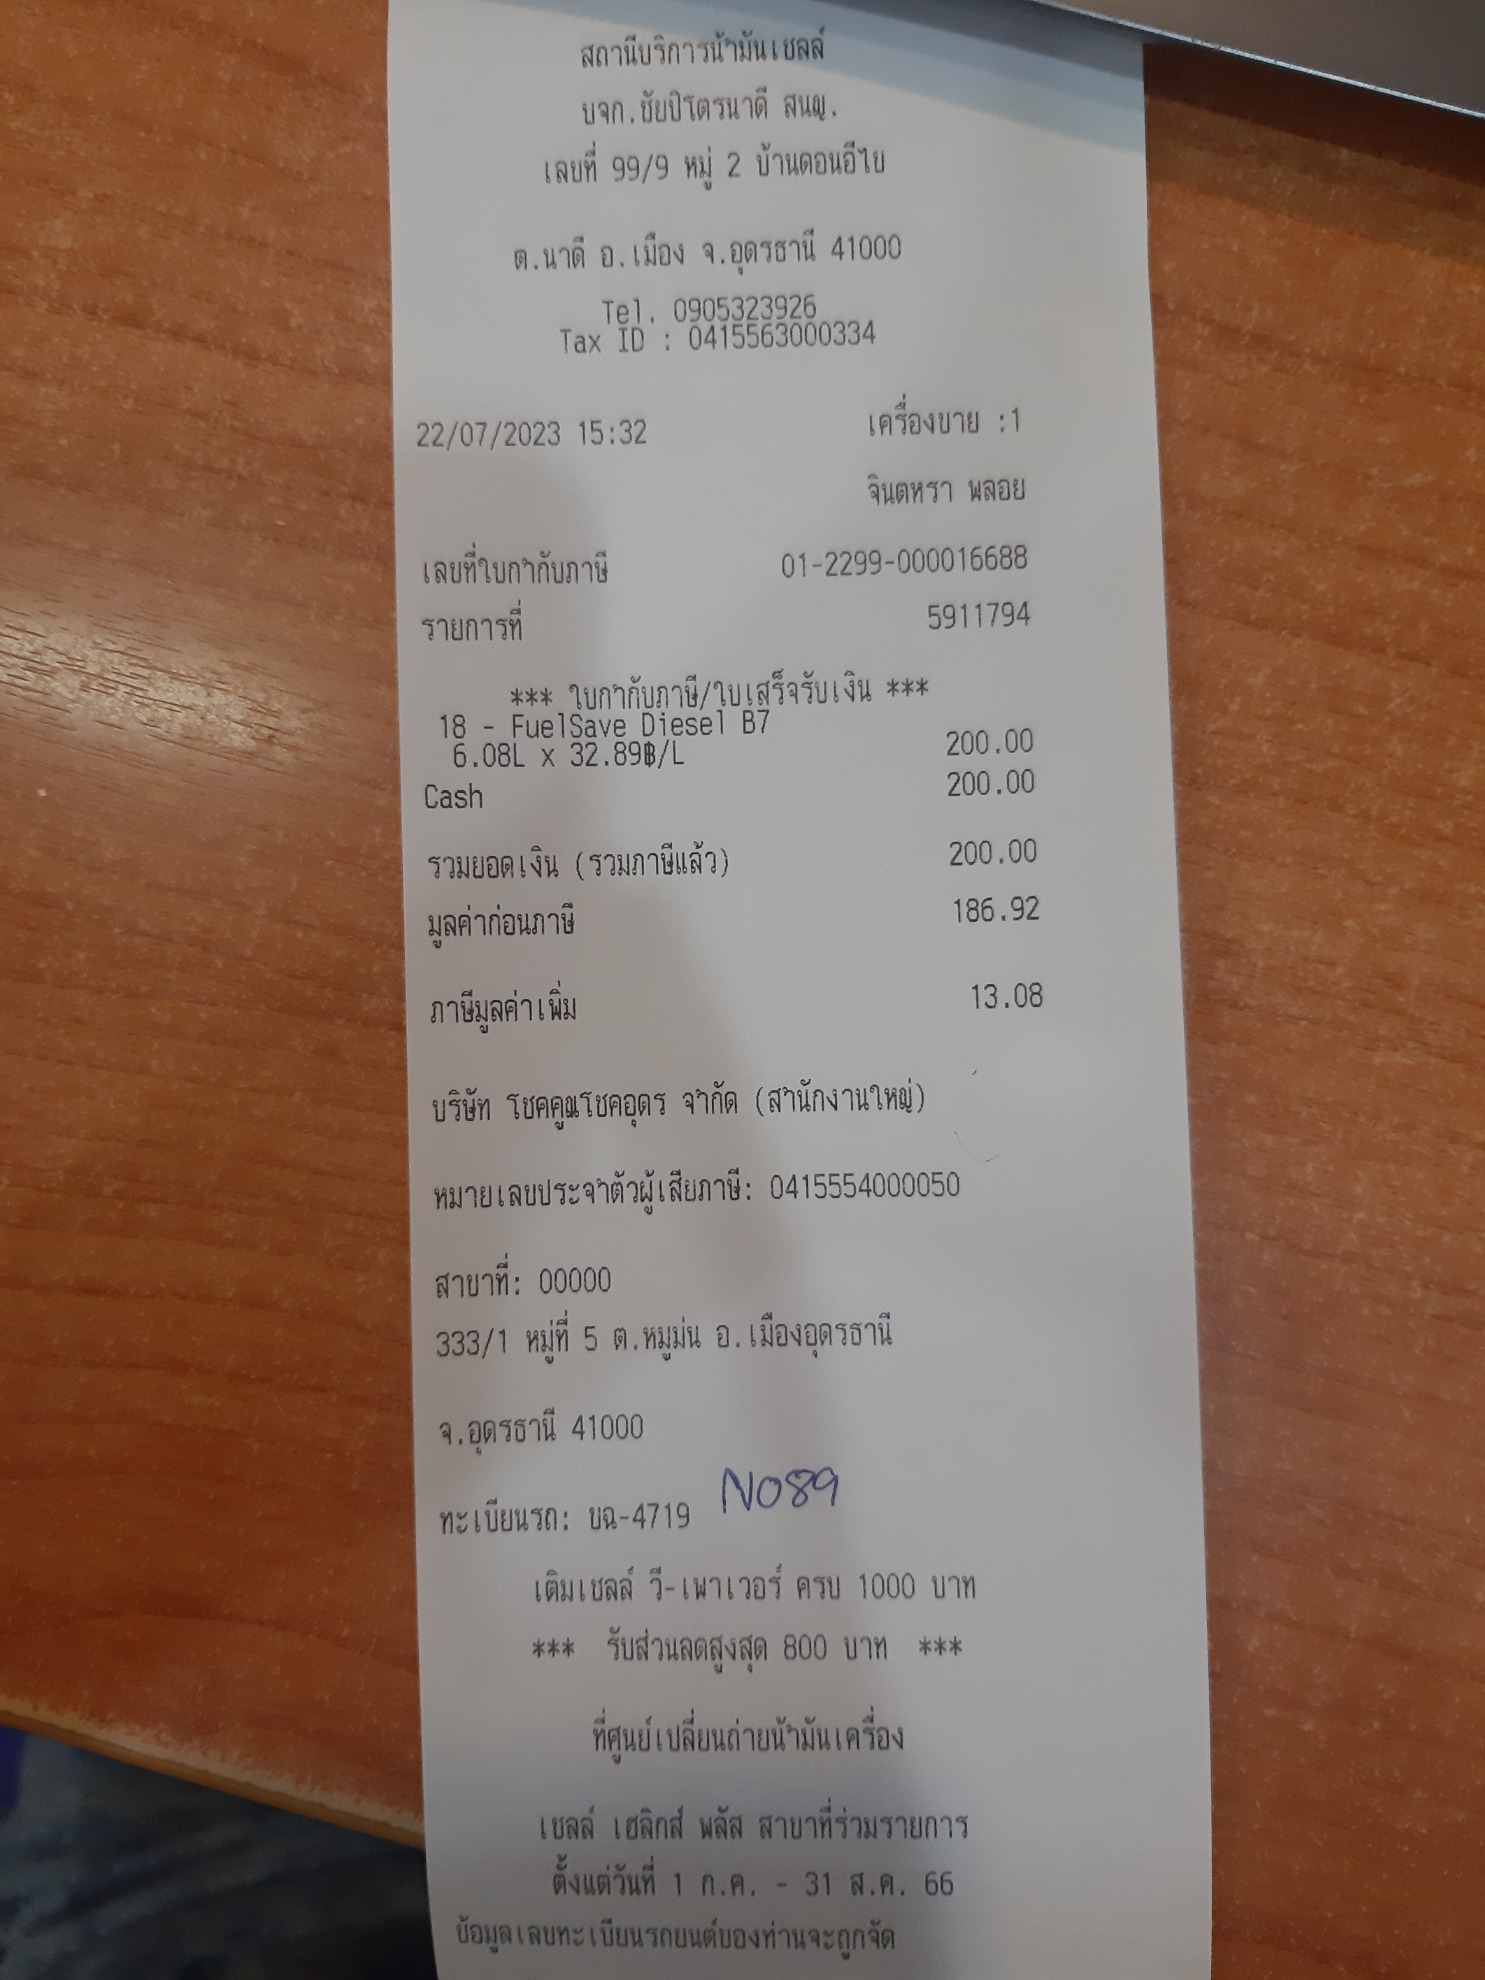 สถานีบริการน้ำมันเชลล์
บจก.ชัยปิโตรนาดี สนญ.
เลขที่ 99/9 หมู่ 2 บ้านดอนอีไข
ต.นาดี อ.เมือง จ.อุดรธานี 41000
Tel. 0905323926
Tax ID : 0415563000334
22/07/2023 15:32 เครื่องขาย :1
จินตหรา พลอย
เลขที่ใบกำกับภาษี 01-2299-000016688
รายการที่ 5911794
*** ใบกำกับภาษี/ใบเสร็จรับเงิน ***
18 - FuelSave Diesel B7
6.08L x 32.89฿/L 200.00
Cash 200.00
รวมยอดเงิน (รวมภาษีแล้ว) 200.00
มูลค่าก่อนภาษี 186.92
ภาษีมูลค่าเพิ่ม 13.08
บริษัท โชคคูณโชคอุดร จำกัด (สำนักงานใหญ่)
หมายเลขประจำตัวผู้เสียภาษี: 0415554000050
สาขาที่: 00000
333/1 หมู่ที่ 5 ต.หมูม่น อ.เมืองอุดรธานี
จ.อุดรธานี 41000
ทะเบียนรถ: บฉ-4719 N089
เติมเชลล์ วี-เพาเวอร์ ครบ 1000 บาท
*** รับส่วนลดสูงสุด 800 บาท ***
ที่ศูนย์เปลี่ยนถ่ายน้ำมันเครื่อง
เชลล์ เฮลิกส์ พลัส สาขาที่ร่วมรายการ
ตั้งแต่วันที่ 1 ก.ค. - 31 ส.ค. 66
ข้อมูลเลขทะเบียนรถยนต์ของท่านจะถูกจัด